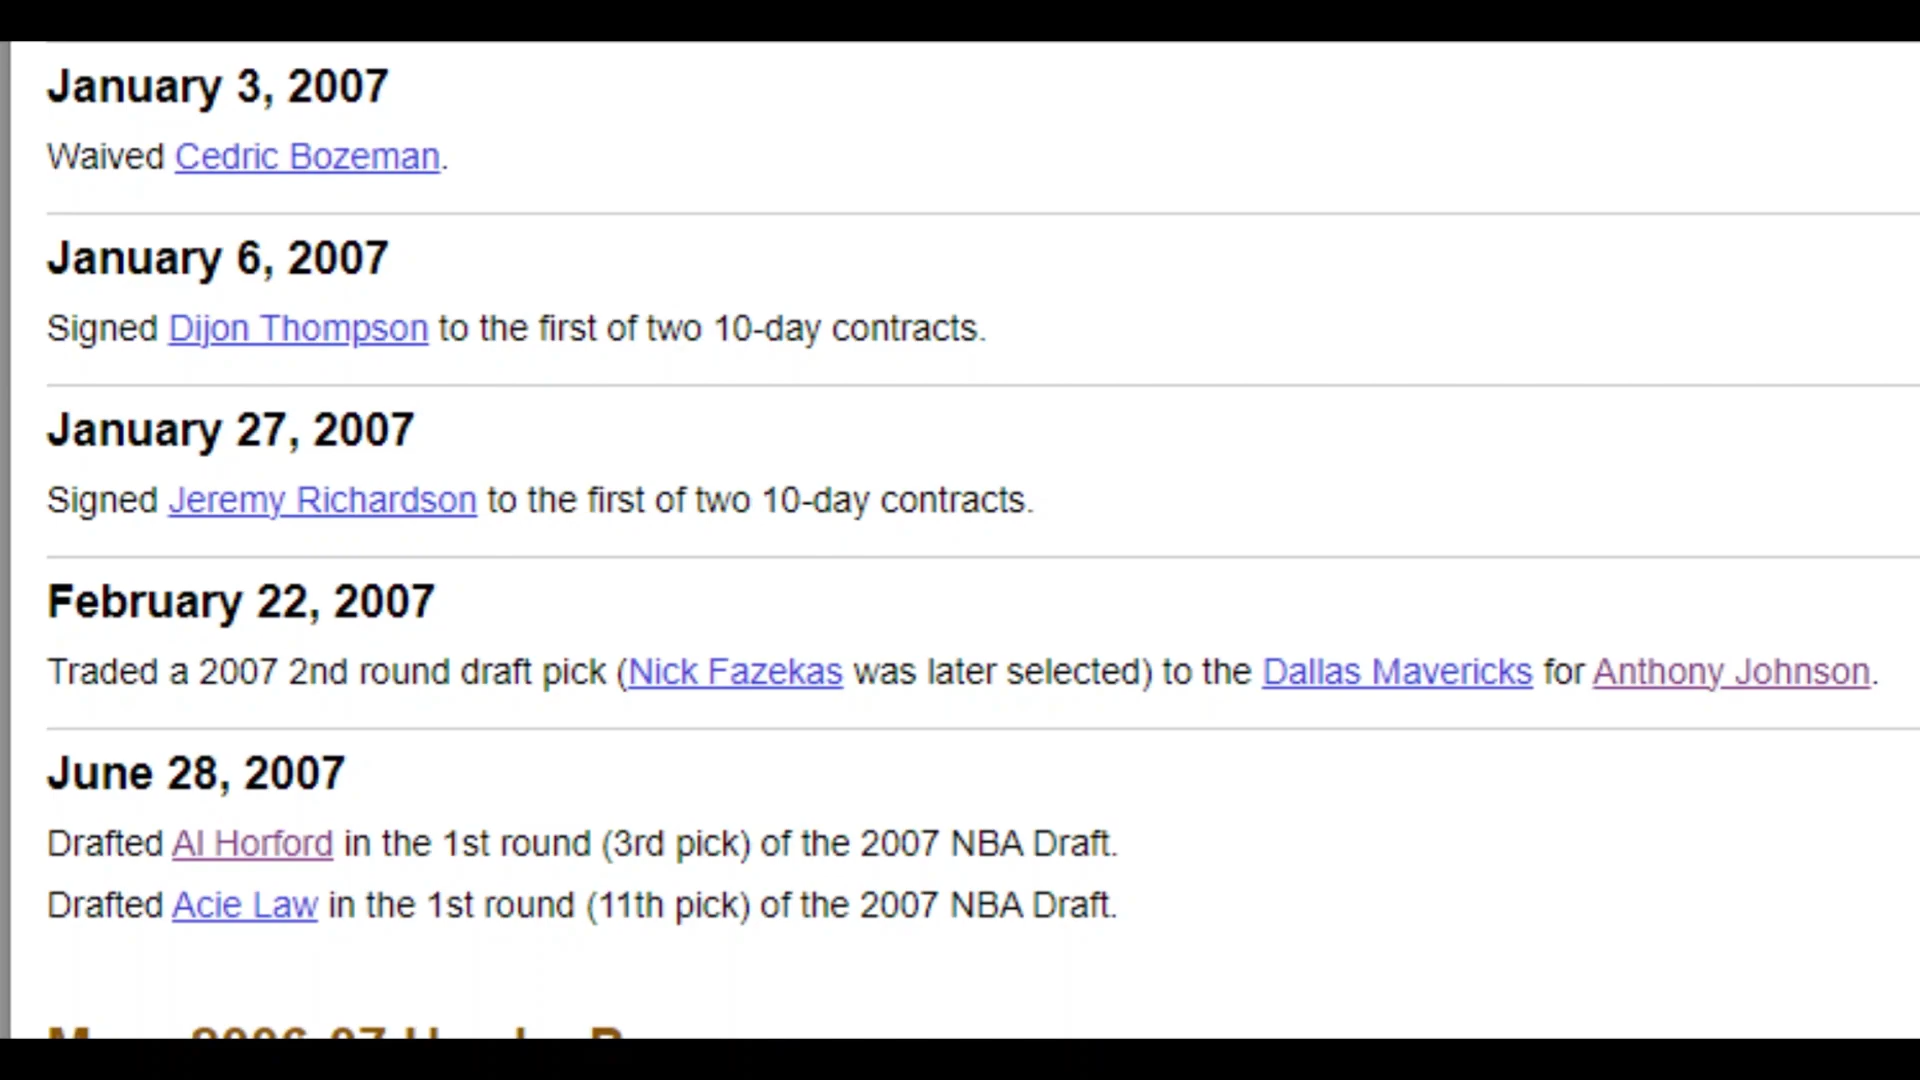 January 3, 2007
Waived Cedric Bozeman.
January 6, 2007
Signed Dijon Thompson to the first of two 10-day contracts.
January 27, 2007
Signed Jeremy Richardson to the first of two 10-day contracts.
February 22, 2007
Traded a 2007 2nd round draft pick (Nick Fazekas was later selected) to the Dallas Mavericks for Anthony Johnson.
June 28, 2007
Drafted Al Horford in the 1st round (3rd pick) of the 2007 NBA Draft.
Drafted Acie Law in the 1st round (11th pick) of the 2007 NBA Draft.